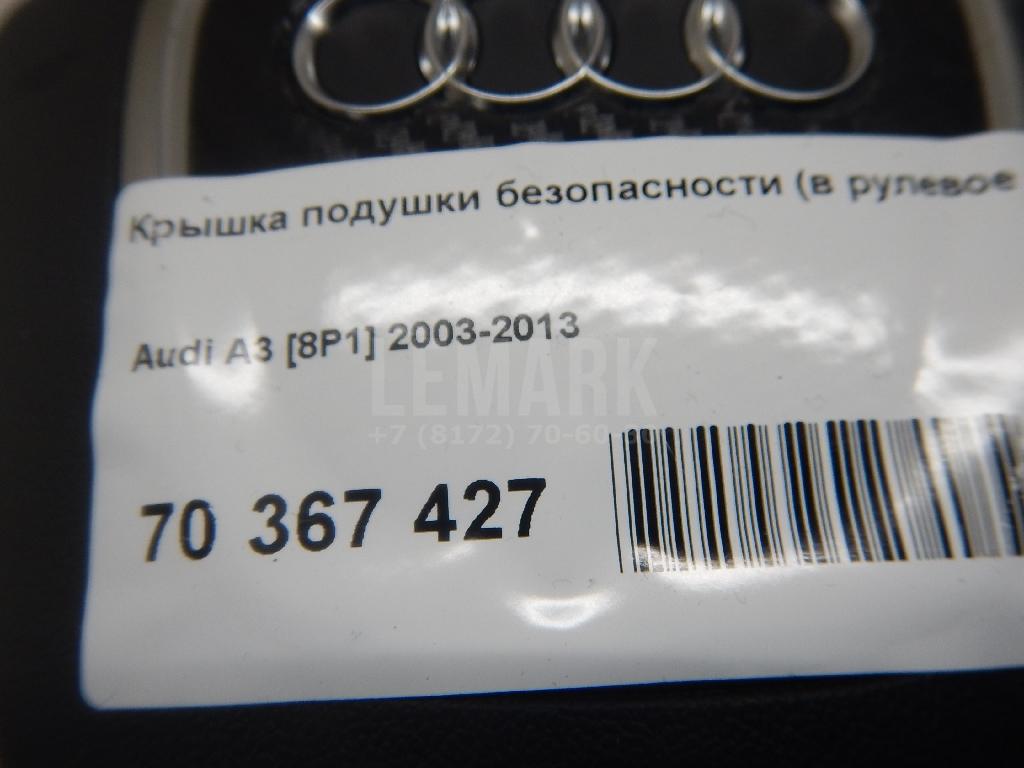 Крышка подушки безопасности (в рулевое
Audi A3 [8P1] 2003-2013
LEMARK
+7 (8172) 70-60-
70 367 427